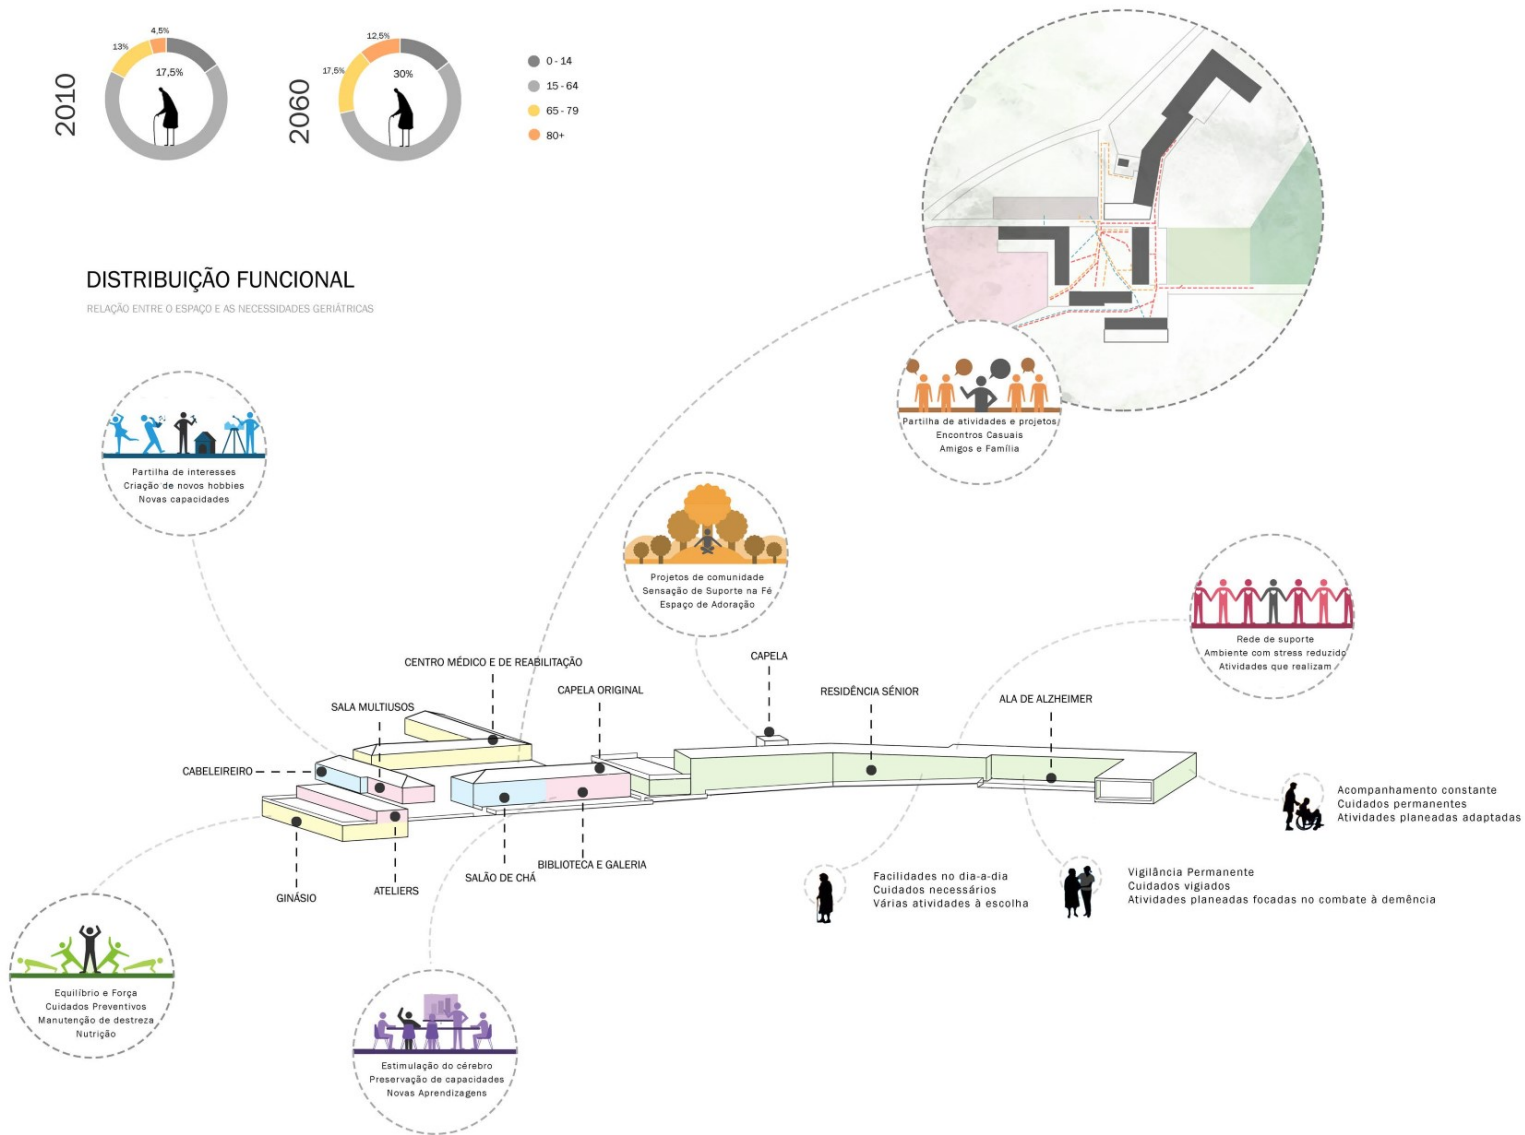 2010
4,5%
13%
17,5%
2060
12,5%
17,5%
30%
0 - 14
15 - 64
65 - 79
80+
DISTRIBUIÇÃO FUNCIONAL
RELAÇÃO ENTRE O ESPAÇO E AS NECESSIDADES GERIÁTRICAS
Partilha de atividades e projetos
Encontros Casuais
Amigos e Família
Partilha de interesses
Criação de novos hobbies
Novas capacidades
Projetos de comunidade
Sensação de Suporte na Fé
Espaço de Adoração
Rede de suporte
Ambiente com stress reduzido
Atividades que realizam
CENTRO MÉDICO E DE REABILITAÇÃO
CAPELA
CAPELA ORIGINAL
RESIDÊNCIA SÉNIOR
ALA DE ALZHEIMER
SALA MULTIUSOS
CABELEIREIRO
GINÁSIO
ATELIERS
SALÃO DE CHÁ
BIBLIOTECA E GALERIA
Acompanhamento constante
Cuidados permanentes
Atividades planeadas adaptadas
Facilidades no dia-a-dia
Cuidados necessários
Várias atividades à escolha
Vigilância Permanente
Cuidados vigiados
Atividades planeadas focadas no combate à demência
Equilíbrio e Força
Cuidados Preventivos
Manutenção de destreza
Nutrição
Estimulação do cérebro
Preservação de capacidades
Novas Aprendizagens